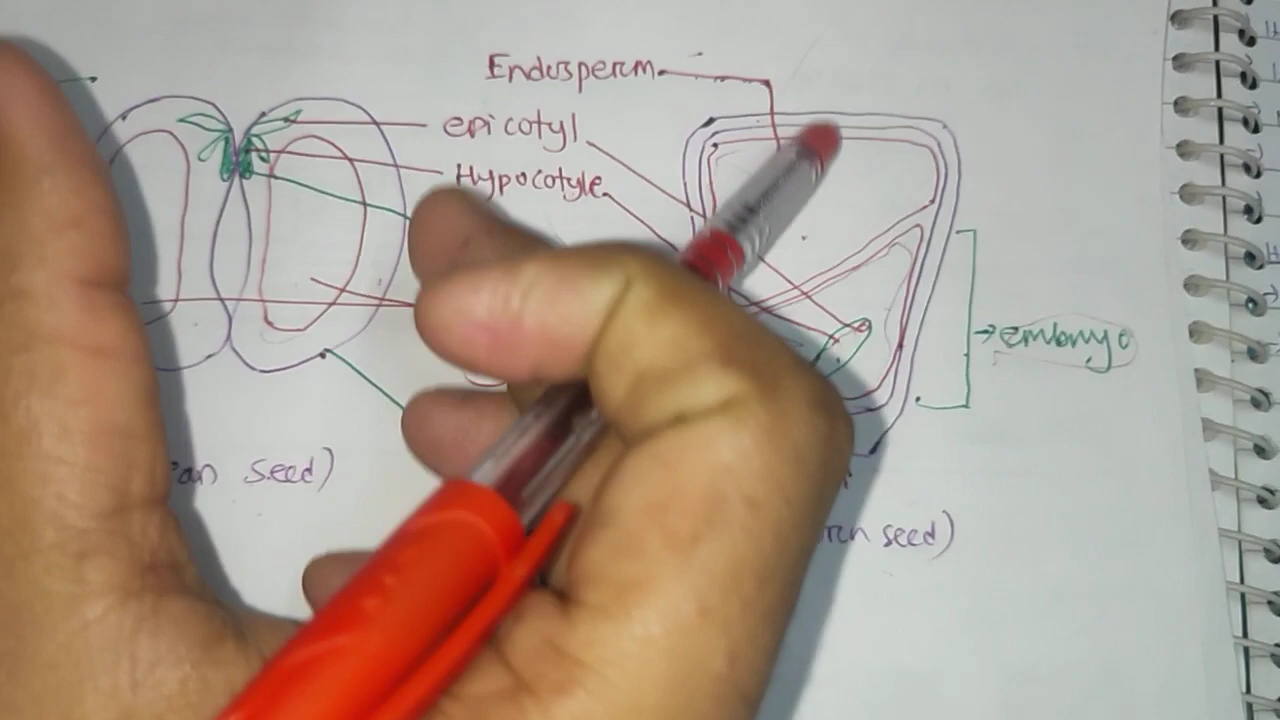 Endosperm
epicotyl
Hypocotyle
embryo
seed)
seed)